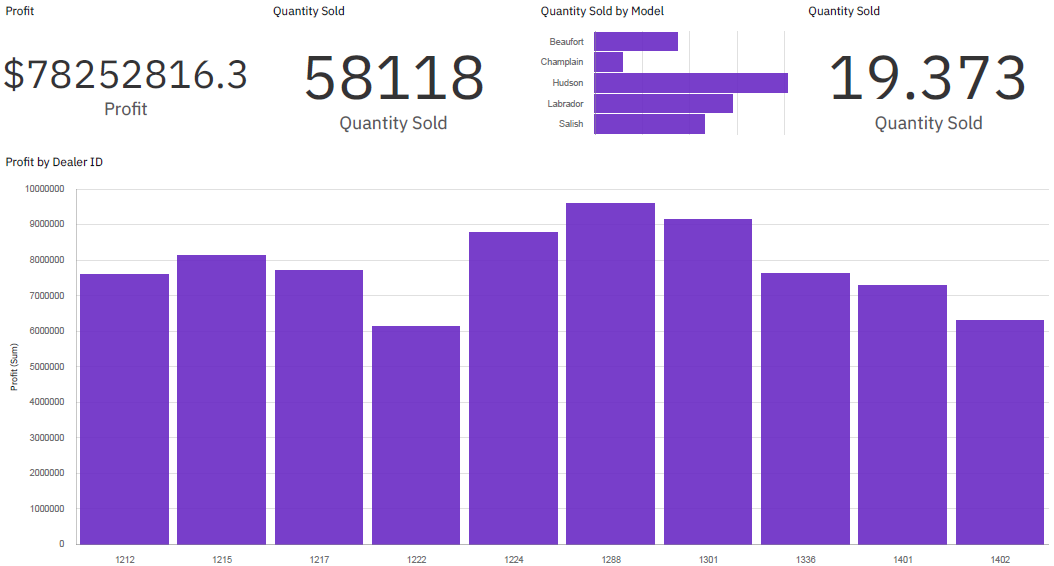 Profit
$78252816.3
Profit
Quantity Sold
58118
Quantity Sold
Quantity Sold by Model
Beaufort
Champlain
Hudson
Labrador
Salish
Quantity Sold
19.373
Quantity Sold
Profit by Dealer ID
Profit (Sum)
10000000
9000000
8000000
7000000
6000000
5000000
4000000
3000000
2000000
1000000
0
1212 1215 1217 1222 1224 1288 1301 1336 1401 1402